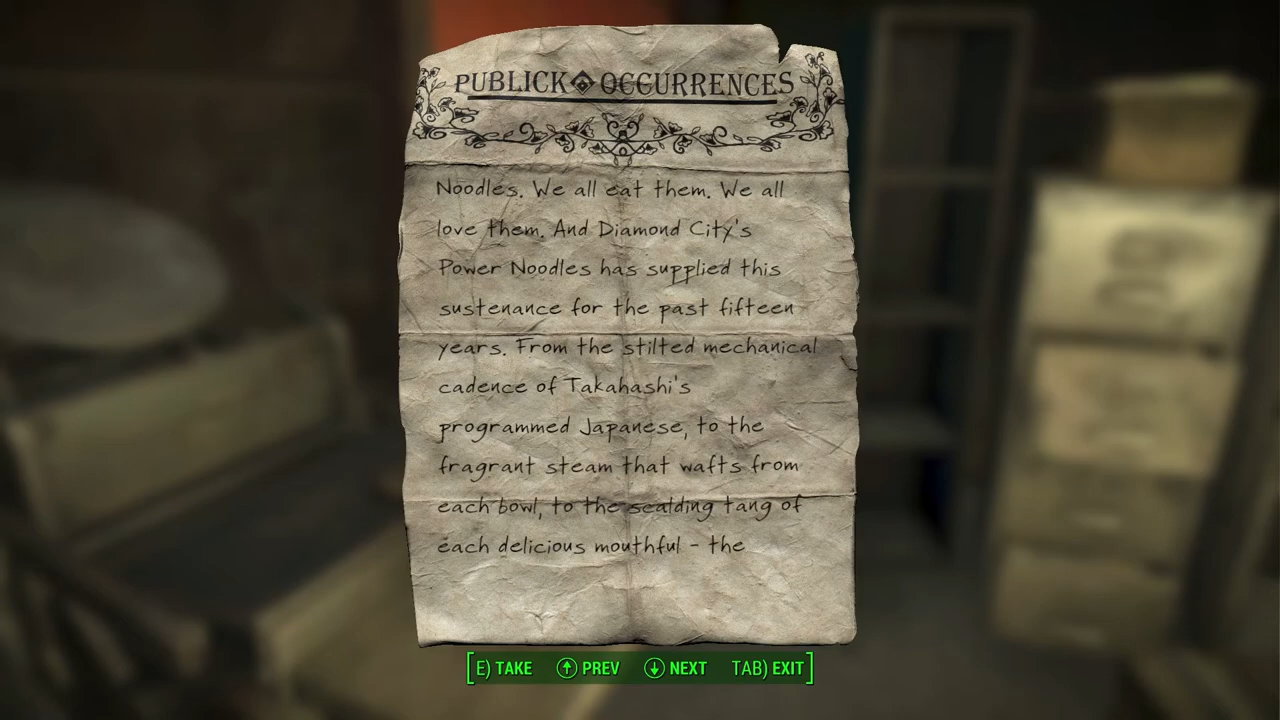 PUBLICK OCCURRENCES
Noodles. We all eat them. We all
love them. And Diamond City's
Power Noodles has supplied this
sustenance for the past fifteen
years. From the stilted mechanical
cadence of Takahashi's
programmed Japanese, to the
fragrant steam that wafts from
each bowl, to the scalding tang of
each delicious mouthful - the
E) TAKE PREV NEXT TAB) EXIT